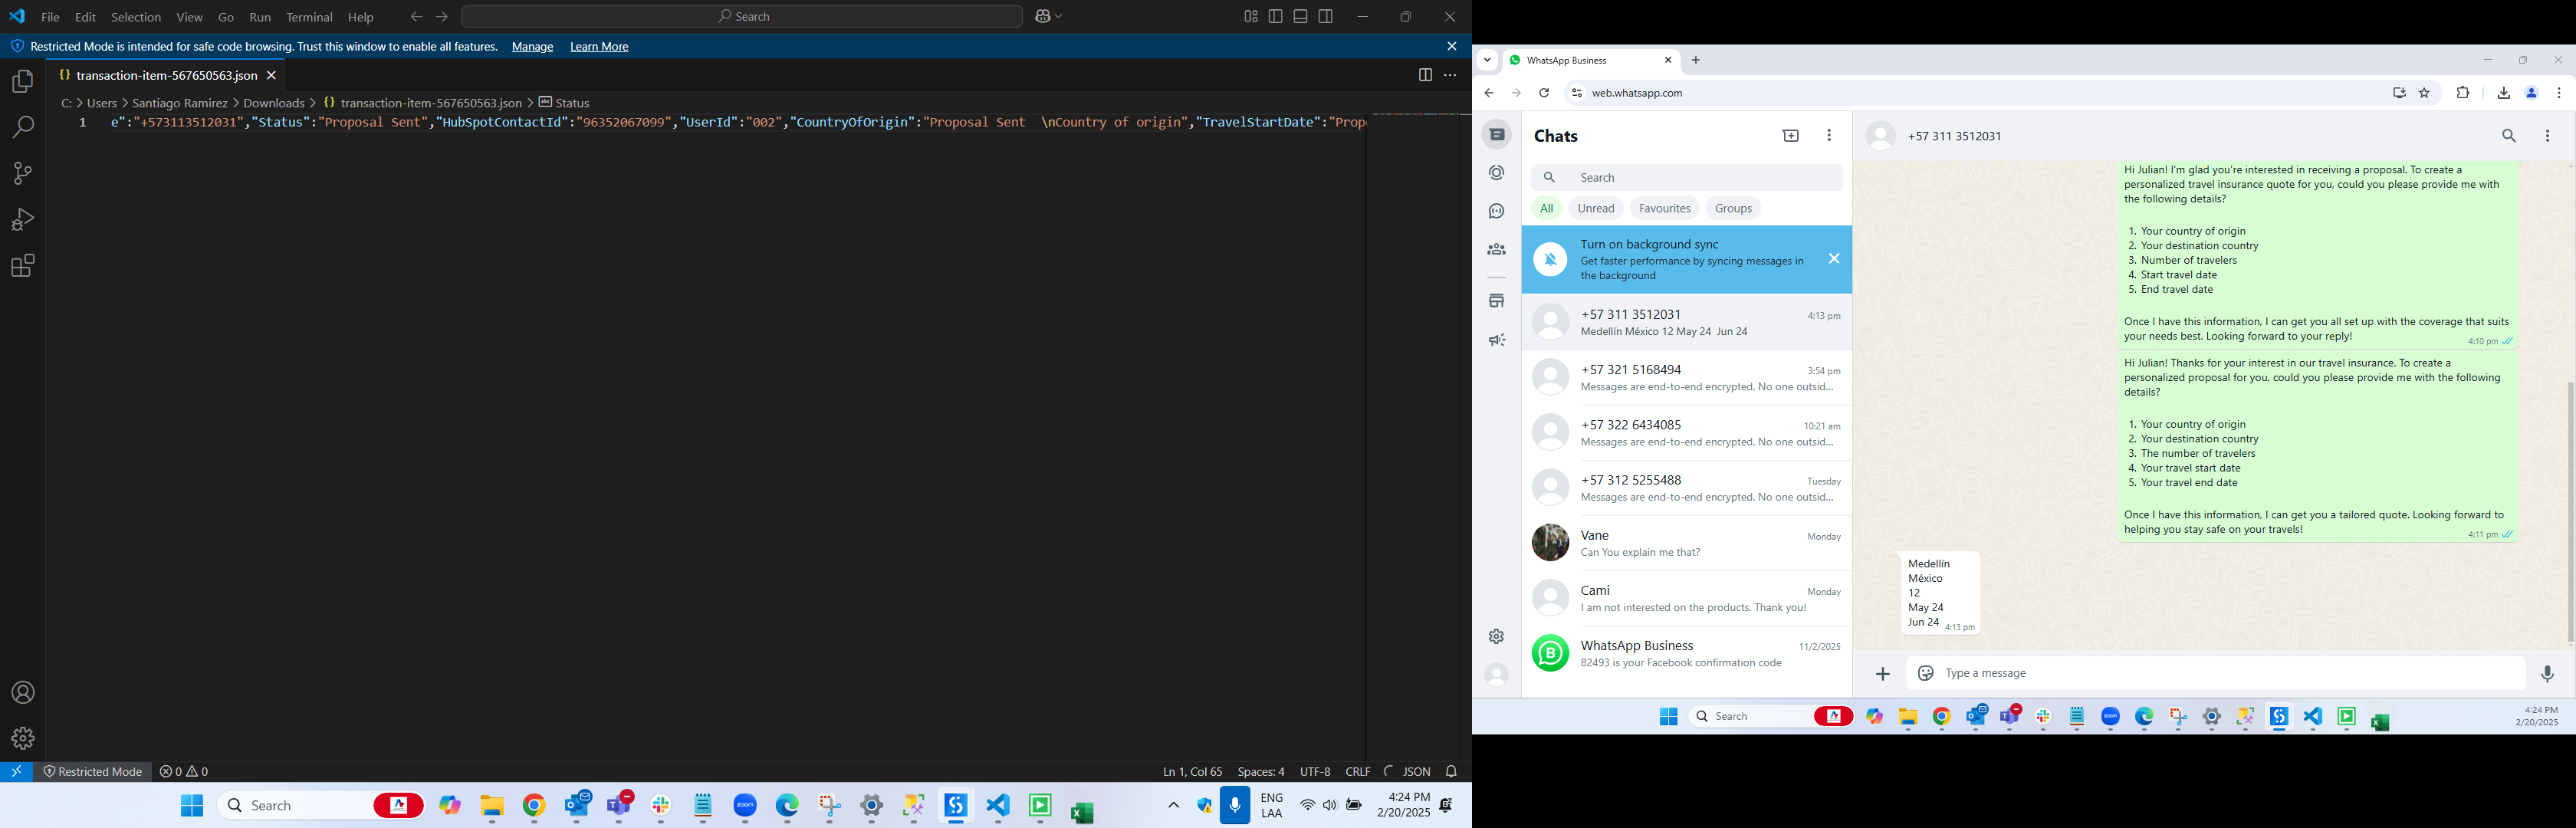 File Edit Selection View Go Run Terminal Help
Search
Restricted Mode is intended for safe code browsing. Trust this window to enable all features. Manage Learn More
{} transaction-item-567650563.json
C: > Users > Santiago Ramirez > Downloads > {} transaction-item-567650563.json > Status
1 e":"+573113512031","Status":"Proposal Sent","HubSpotContactId":"96352067099","UserId":"002","CountryOfOrigin":"Proposal Sent  \nCountry of origin","TravelStartDate":"Prop
Restricted Mode 0 0
Ln 1, Col 65 Spaces: 4 UTF-8 CRLF JSON
Search
zoom
ENG
LAA
4:24 PM
2/20/2025
WhatsApp Business
web.whatsapp.com
Chats
Search
All Unread Favourites Groups
Turn on background sync
Get faster performance by syncing messages in
the background
+57 311 3512031 4:13 pm
Medellín México 12 May 24 Jun 24
+57 321 5168494 3:54 pm
Messages are end-to-end encrypted. No one outsid...
+57 322 6434085 10:21 am
Messages are end-to-end encrypted. No one outsid...
+57 312 5255488 Tuesday
Messages are end-to-end encrypted. No one outsid...
Vane Monday
Can You explain me that?
Cami Monday
I am not interested on the products. Thank you!
WhatsApp Business 11/2/2025
82493 is your Facebook confirmation code
+57 311 3512031
Hi Julian! I'm glad you're interested in receiving a proposal. To create a
personalized travel insurance quote for you, could you please provide me with
the following details?
1. Your country of origin
2. Your destination country
3. Number of travelers
4. Start travel date
5. End travel date
Once I have this information, I can get you all set up with the coverage that suits
your needs best. Looking forward to your reply! 4:10 pm
Hi Julian! Thanks for your interest in our travel insurance. To create a
personalized proposal for you, could you please provide me with the following
details?
1. Your country of origin
2. Your destination country
3. The number of travelers
4. Your travel start date
5. Your travel end date
Once I have this information, I can get you a tailored quote. Looking forward to
helping you stay safe on your travels! 4:11 pm
Medellín
México
12
May 24
Jun 24 4:13 pm
Type a message
Search
zoom
4:24 PM
2/20/2025